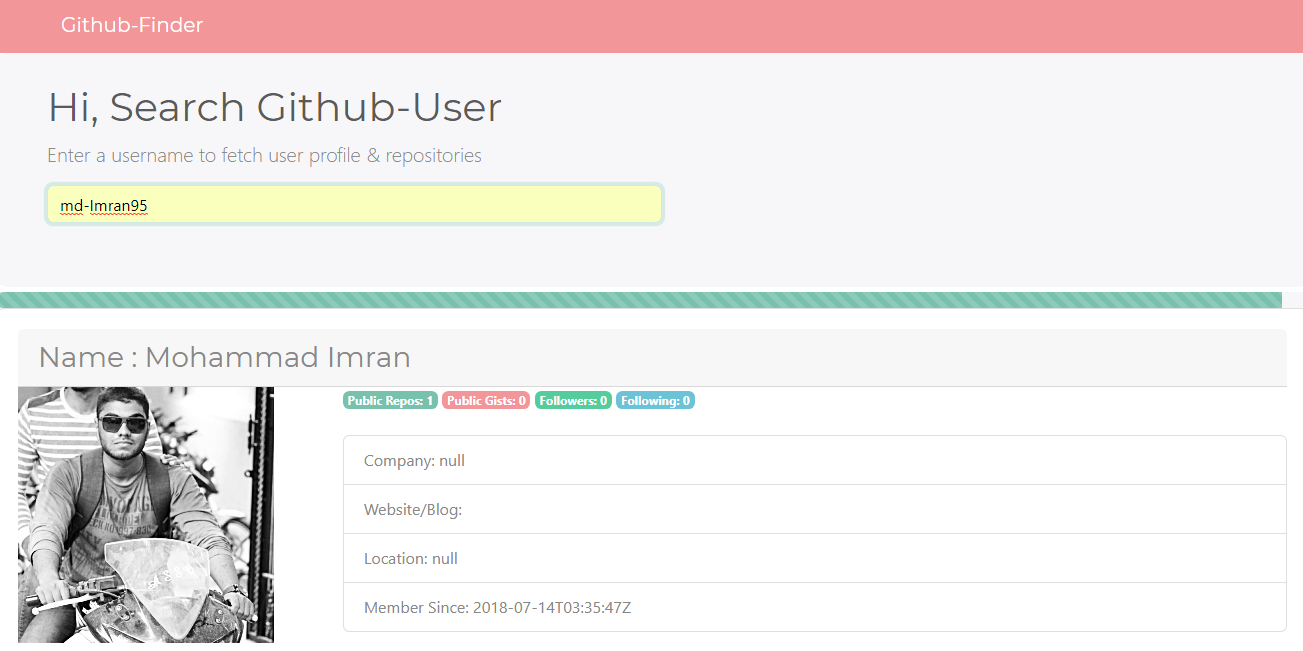 Github-Finder
Hi, Search Github-User
Enter a username to fetch user profile & repositories
md-Imran95
Name : Mohammad Imran
Public Repos: 1 Public Gists: 0 Followers: 0 Following: 0
Company: null
Website/Blog:
Location: null
Member Since: 2018-07-14T03:35:47Z